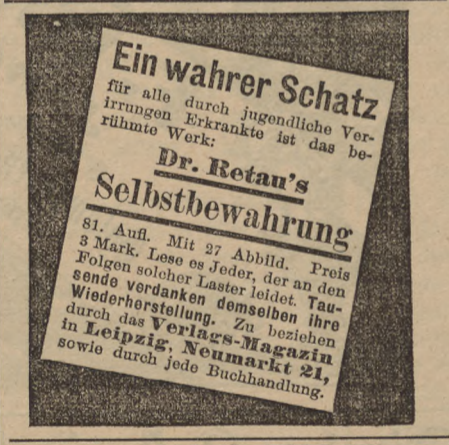 Ein wahrer Schatz
für alle durch jugendliche Ver-
irrungen Erkrankte ist das be-
rühmte Werk:
Dr. Retau's
Selbstbewahrung
81. Aufl. Mit 27 Abbild. Preis
3 Mark. Lese es Jeder, der an den
Folgen solcher Laster leidet. Tau-
sende verdanken demselben ihre
Wiederherstellung. Zu beziehen
durch das Verlags-Magazin
in Leipzig, Neumarkt 21,
sowie durch jede Buchhandlung.